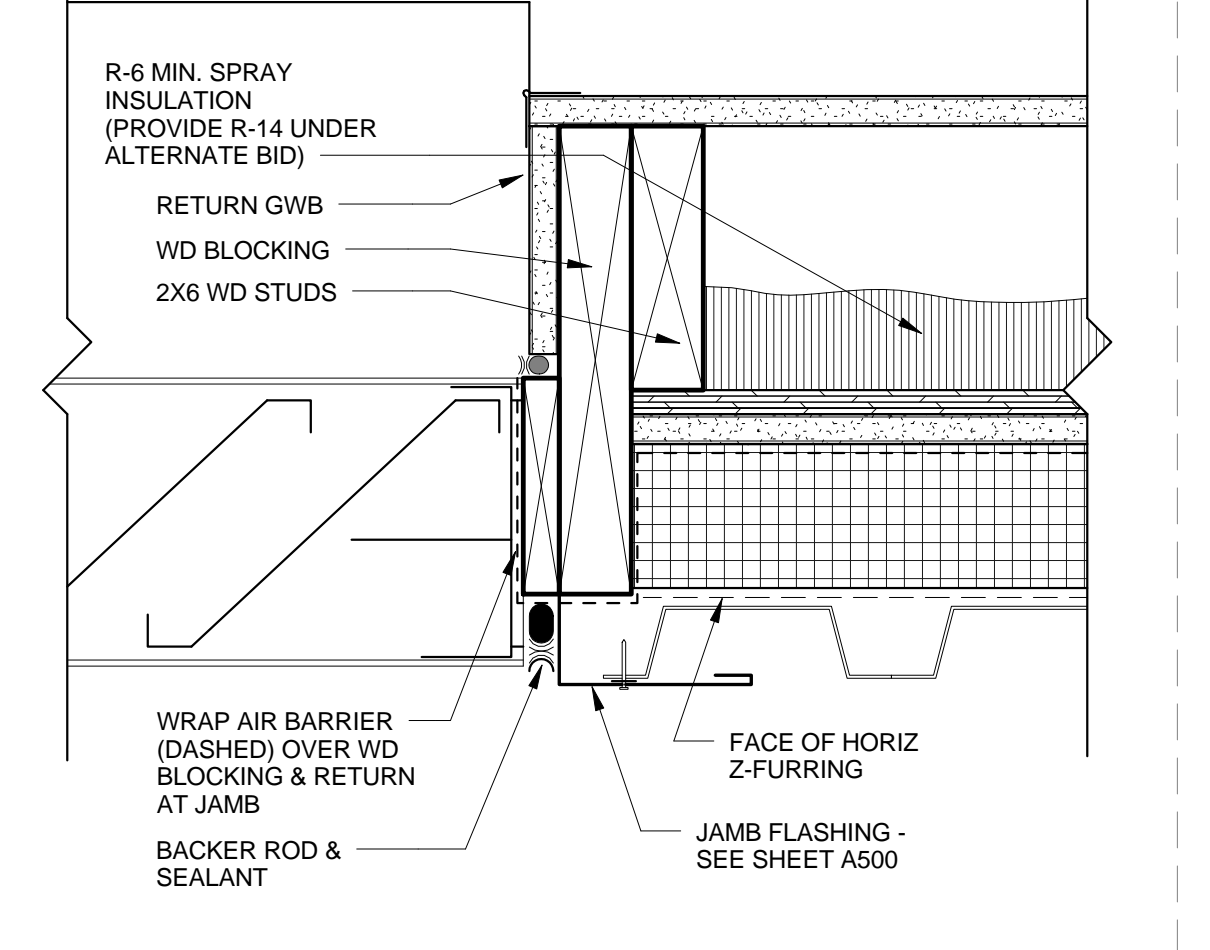 R-6 MIN. SPRAY
INSULATION
(PROVIDE R-14 UNDER
ALTERNATE BID)
RETURN GWB
WD BLOCKING
2X6 WD STUDS
WRAP AIR BARRIER
(DASHED) OVER WD
BLOCKING & RETURN
AT JAMB
BACKER ROD &
SEALANT
FACE OF HORIZ
Z-FURRING
JAMB FLASHING -
SEE SHEET A500